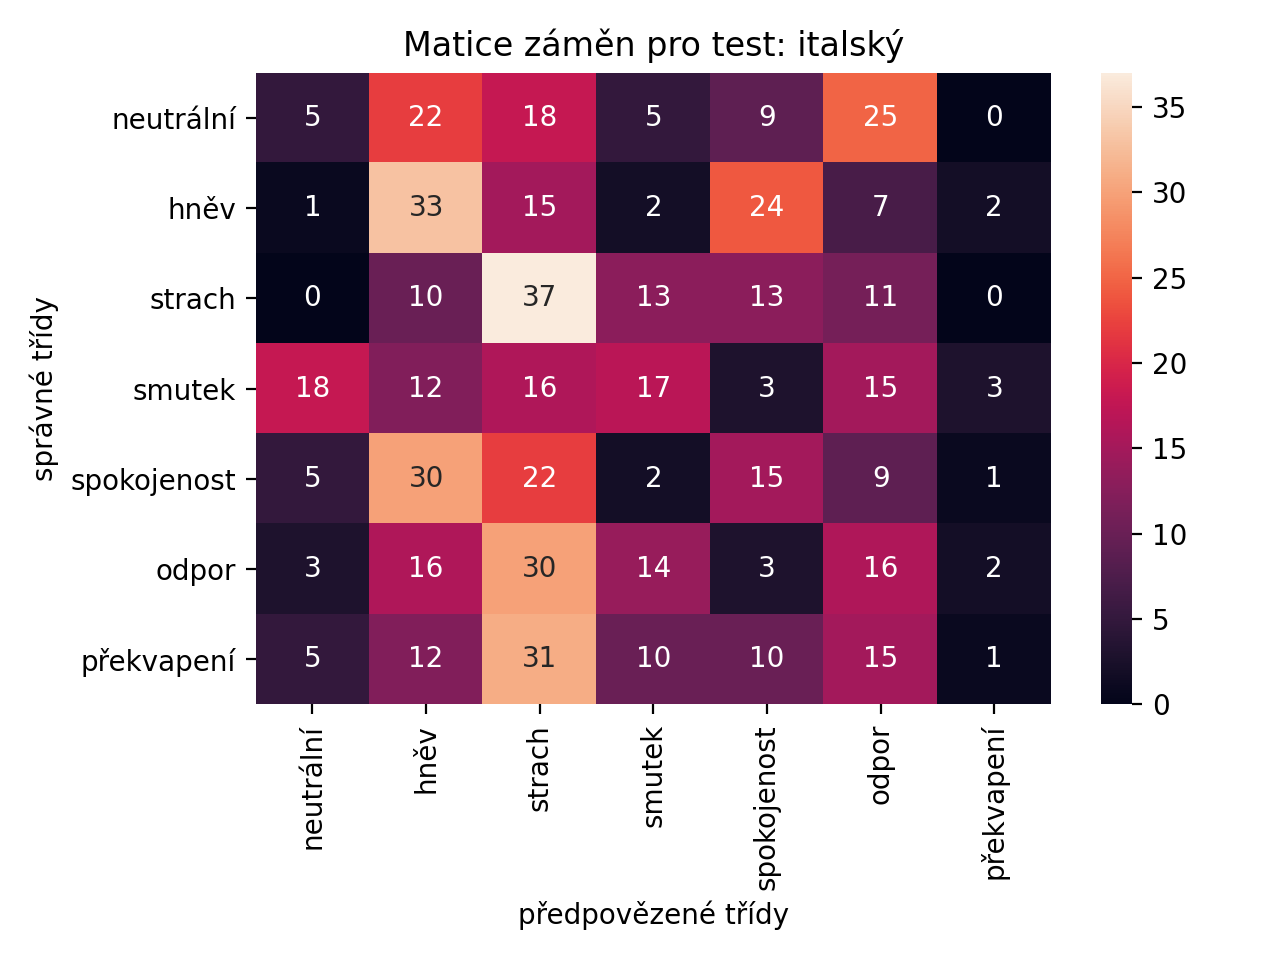 Matice záměn pro test: italský
neutrální 5 22 18 5 9 25 0
hněv 1 33 15 2 24 7 2
strach 0 10 37 13 13 11 0
smutek 18 12 16 17 3 15 3
spokojenost 5 30 22 2 15 9 1
odpor 3 16 30 14 3 16 2
překvapení 5 12 31 10 10 15 1
správné třídy
neutrální hněv strach smutek spokojenost odpor překvapení
předpovězené třídy
35
30
25
20
15
10
5
0